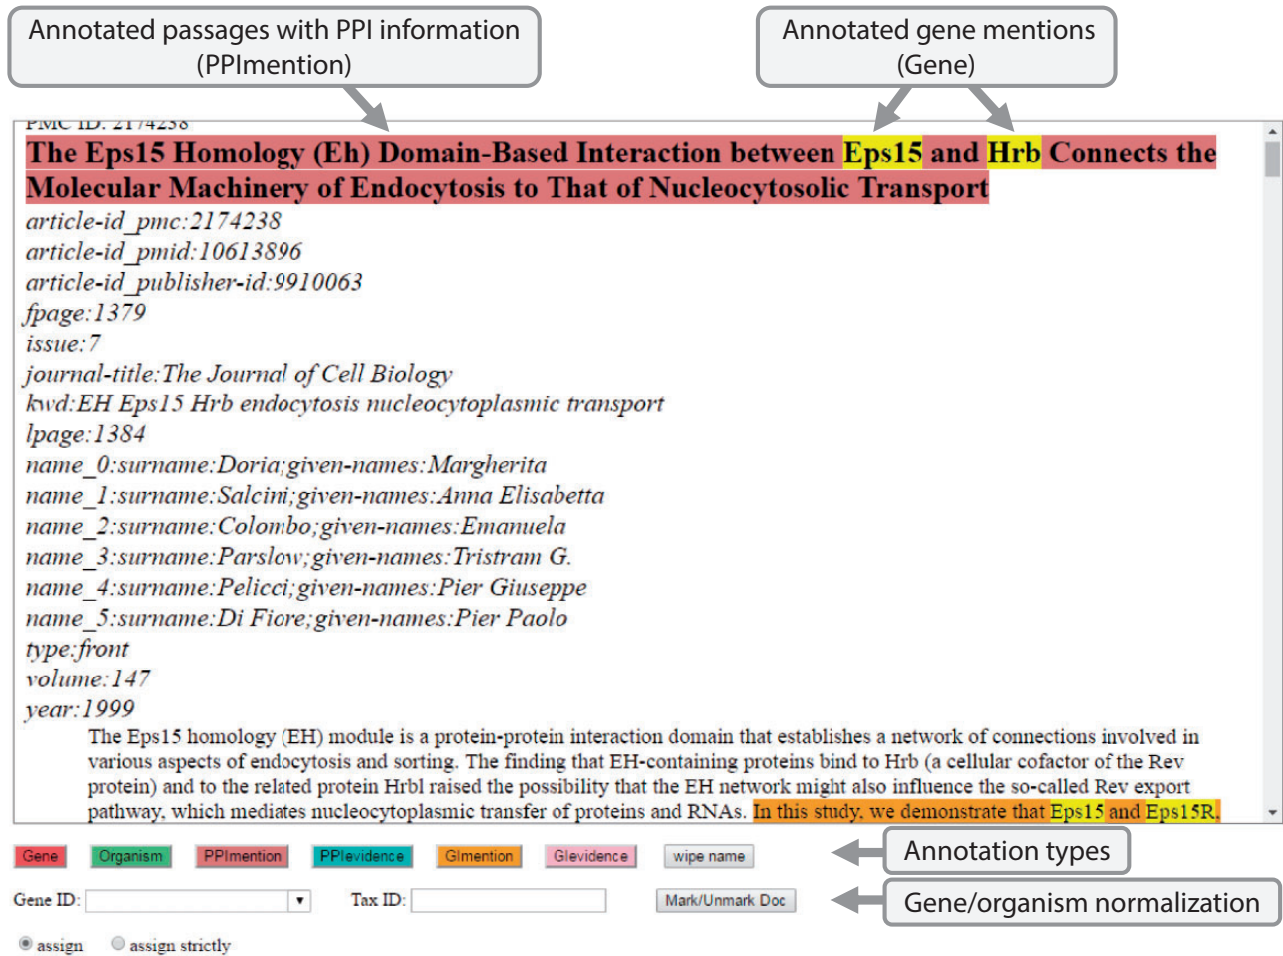 Annotated passages with PPI information
(PPImention)
Annotated gene mentions
(Gene)
PMC ID: 2174238
The Eps15 Homology (Eh) Domain-Based Interaction between Eps15 and Hrb Connects the
Molecular Machinery of Endocytosis to That of Nucleocytosolic Transport
article-id_pmc:2174238
article-id_pmid:10613896
article-id_publisher-id:9910063
fpage:1379
issue:7
journal-title:The Journal of Cell Biology
kwd:EH Eps15 Hrb endocytosis nucleocytoplasmic transport
lpage:1384
name_0:surname:Doria;given-names:Margherita
name_1:surname:Salcini;given-names:Anna Elisabetta
name_2:surname:Colombo;given-names:Emanuela
name_3:surname:Parslow;given-names:Tristram G.
name_4:surname:Pelicci;given-names:Pier Giuseppe
name_5:surname:Di Fiore;given-names:Pier Paolo
type:front
volume:147
year:1999
The Eps15 homology (EH) module is a protein-protein interaction domain that establishes a network of connections involved in
various aspects of endocytosis and sorting. The finding that EH-containing proteins bind to Hrb (a cellular cofactor of the Rev
protein) and to the related protein Hrbl raised the possibility that the EH network might also influence the so-called Rev export
pathway, which mediates nucleocytoplasmic transfer of proteins and RNAs. In this study, we demonstrate that Eps15 and Eps15R,
Gene Organism PPImention PPIevidence GImention GIevidence wipe name
Annotation types
Gene ID: Tax ID: Mark/Unmark Doc
Gene/organism normalization
assign assign strictly